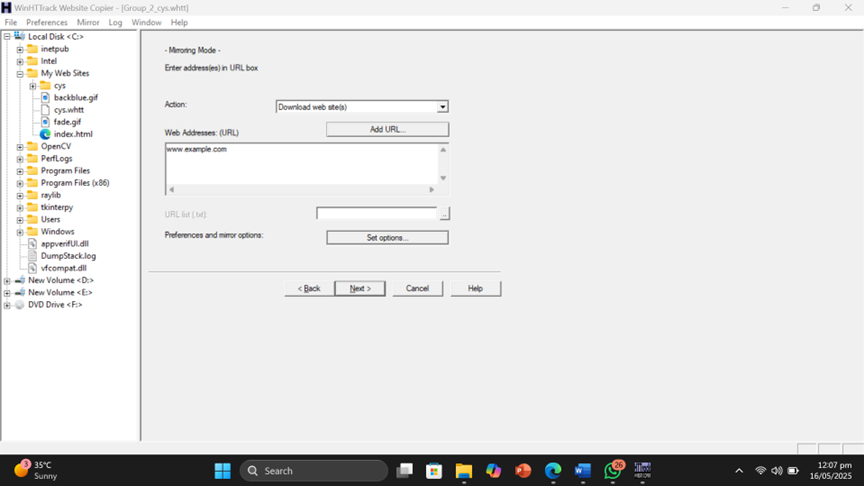 WinHTTrack Website Copier - [Group_2_cys.whtt]
File Preferences Mirror Log Window Help
Local Disk <C:>
inetpub
Intel
My Web Sites
cys
backblue.gif
cys.whtt
fade.gif
index.html
OpenCV
PerfLogs
Program Files
Program Files (x86)
raylib
tkinterpy
Users
Windows
appverifUI.dll
DumpStack.log
vfcompat.dll
New Volume <D:>
New Volume <E:>
DVD Drive <F:>
- Mirroring Mode -
Enter address(es) in URL box
Action:
Download web site(s)
Web Addresses: (URL)
Add URL...
www.example.com
URL list (.txt):
..
Preferences and mirror options:
Set options...
< Back Next > Cancel Help
3
35°C
Sunny
Search
26
12:07 pm
16/05/2025